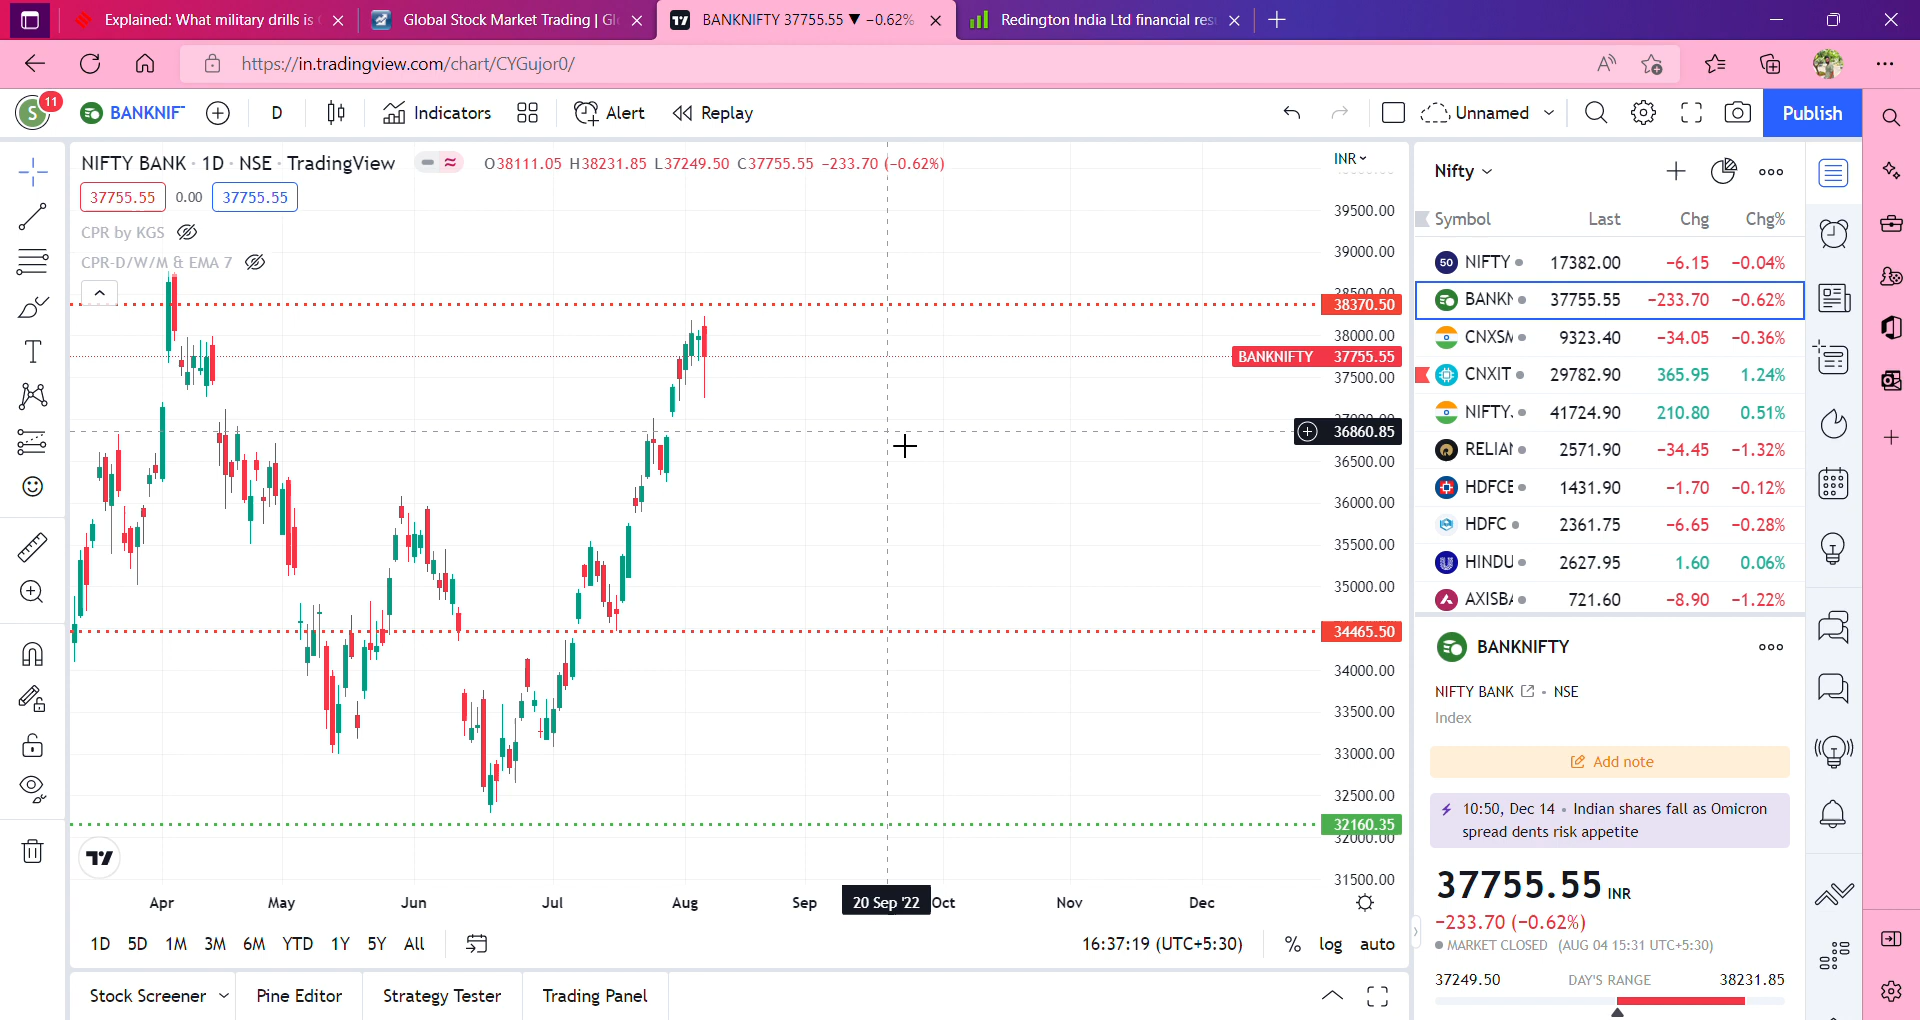 Explained: What military drills is
Global Stock Market Trading | Gl
BANKNIFTY 37755.55 ▼ −0.62%
Redington India Ltd financial res
https://in.tradingview.com/chart/CYGujor0/
S 11 BANKNIF D Indicators Alert Replay Unnamed Publish
NIFTY BANK · 1D · NSE · TradingView O38111.05 H38231.85 L37249.50 C37755.55 −233.70 (−0.62%)
37755.55 0.00 37755.55
CPR by KGS
CPR-D/W/M & EMA 7
INR
39500.00
39000.00
38500.00
38370.50
38000.00
BANKNIFTY 37755.55
37500.00
37000.00
36860.85
36500.00
36000.00
35500.00
35000.00
34465.50
34000.00
33500.00
33000.00
32500.00
32160.35
32000.00
31500.00
Apr May Jun Jul Aug Sep 20 Sep '22 Oct Nov Dec
1D 5D 1M 3M 6M YTD 1Y 5Y All 16:37:19 (UTC+5:30) % log auto
Stock Screener Pine Editor Strategy Tester Trading Panel
Nifty
Symbol Last Chg Chg%
50 NIFTY 17382.00 −6.15 −0.04%
BANKN 37755.55 −233.70 −0.62%
CNXSM 9323.40 −34.05 −0.36%
CNXIT 29782.90 365.95 1.24%
NIFTY 41724.90 210.80 0.51%
RELIAN 2571.90 −34.45 −1.32%
HDFCB 1431.90 −1.70 −0.12%
HDFC 2361.75 −6.65 −0.28%
HINDU 2627.95 1.60 0.06%
AXISBA 721.60 −8.90 −1.22%
BANKNIFTY
NIFTY BANK · NSE
Index
Add note
10:50, Dec 14 · Indian shares fall as Omicron
spread dents risk appetite
37755.55 INR
−233.70 (−0.62%)
MARKET CLOSED (AUG 04 15:31 UTC+5:30)
37249.50 DAY'S RANGE 38231.85